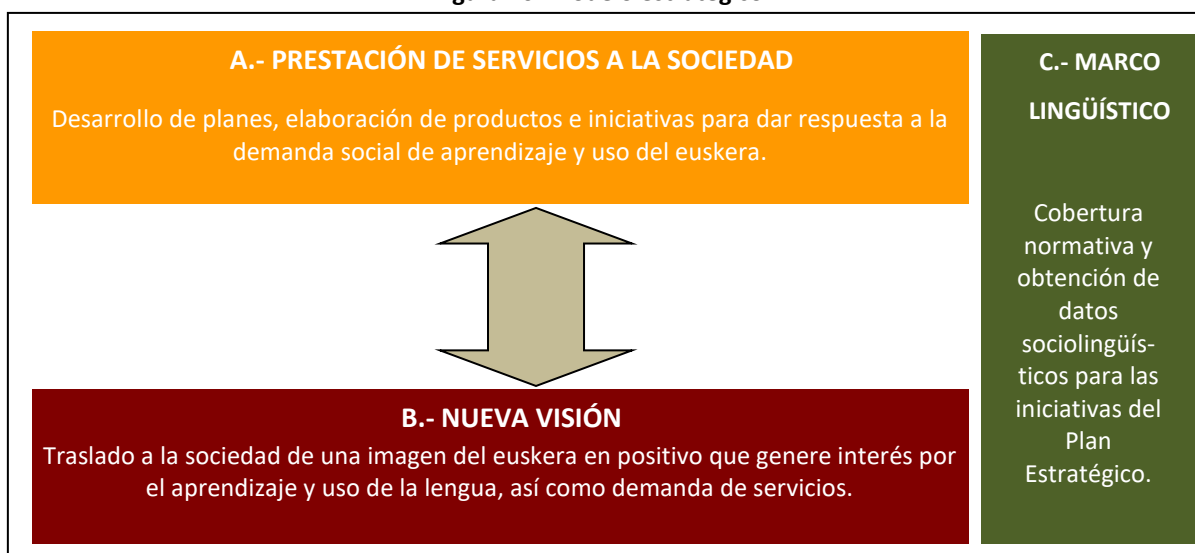 A.- PRESTACIÓN DE SERVICIOS A LA SOCIEDAD
Desarrollo de planes, elaboración de productos e iniciativas para dar respuesta a la
demanda social de aprendizaje y uso del euskera.
B.- NUEVA VISIÓN
Traslado a la sociedad de una imagen del euskera en positivo que genere interés por
el aprendizaje y uso de la lengua, así como demanda de servicios.
C.- MARCO
LINGÜÍSTICO
Cobertura
normativa y
obtención de
datos
sociolingüís-
ticos para las
iniciativas del
Plan
Estratégico.